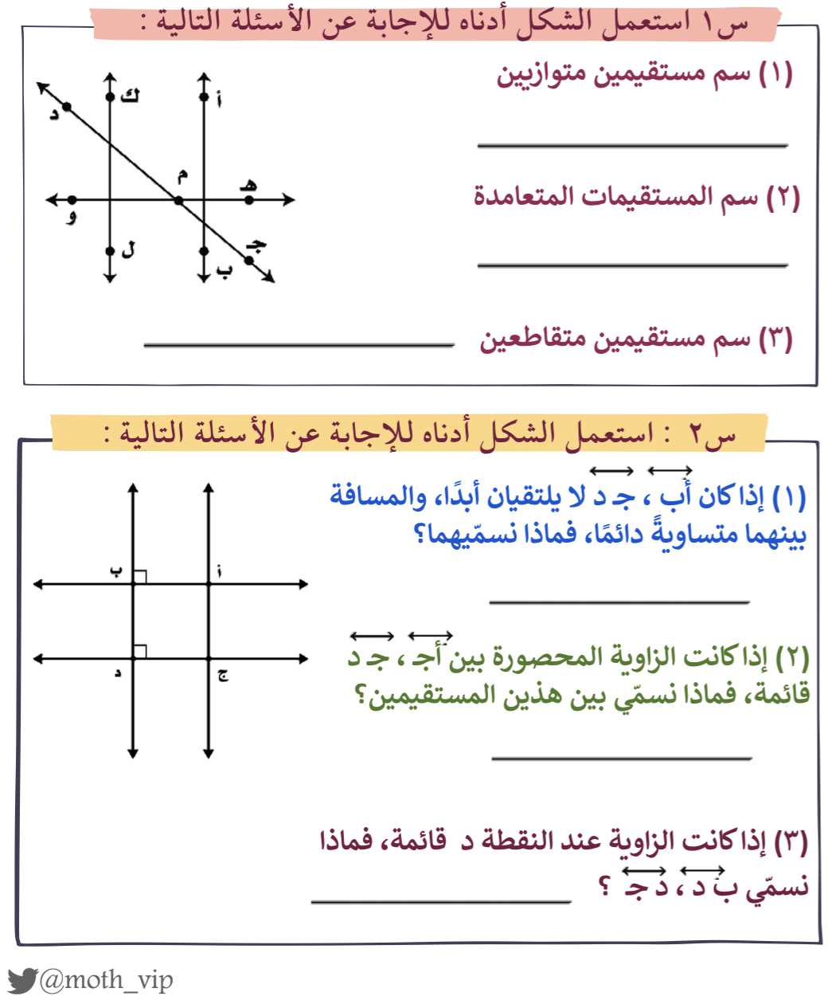 س١ استعمل الشكل أدناه للإجابة عن الأسئلة التالية :
(١) سم مستقيمين متوازيين
(٢) سم المستقيمات المتعامدة
(٣) سم مستقيمين متقاطعين
ك
أ
د
م
هـ
و
ل
جـ
ب
س٢ : استعمل الشكل أدناه للإجابة عن الأسئلة التالية :
(١) إذا كان أب ، جـ د لا يلتقيان أبدًا، والمسافة
بينهما متساويةً دائمًا، فماذا نسمّيهما؟
(٢) إذا كانت الزاوية المحصورة بين أجـ ، جـ د
قائمة، فماذا نسمّي بين هذين المستقيمين؟
(٣) إذا كانت الزاوية عند النقطة د قائمة، فماذا
نسمّي ب د ، د جـ ؟
أ
ب
ج
د
@moth_vip